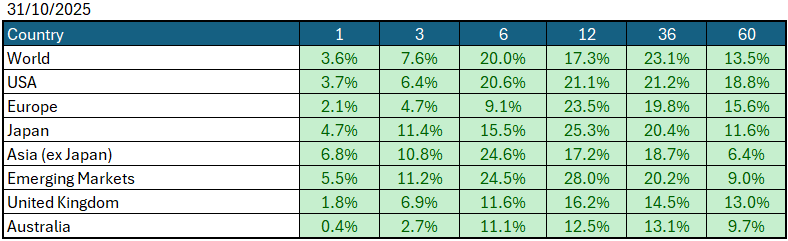 31/10/2025
Country 1 3 6 12 36 60
World 3.6% 7.6% 20.0% 17.3% 23.1% 13.5%
USA 3.7% 6.4% 20.6% 21.1% 21.2% 18.8%
Europe 2.1% 4.7% 9.1% 23.5% 19.8% 15.6%
Japan 4.7% 11.4% 15.5% 25.3% 20.4% 11.6%
Asia (ex Japan) 6.8% 10.8% 24.6% 17.2% 18.7% 6.4%
Emerging Markets 5.5% 11.2% 24.5% 28.0% 20.2% 9.0%
United Kingdom 1.8% 6.9% 11.6% 16.2% 14.5% 13.0%
Australia 0.4% 2.7% 11.1% 12.5% 13.1% 9.7%